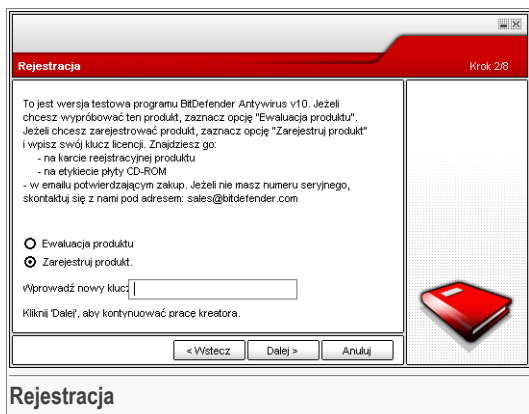 Rejestracja
Krok 2/8
To jest wersja testowa programu BitDefender Antywirus v10. Jeżeli
chcesz wypróbować ten produkt, zaznacz opcję "Ewaluacja produktu".
Jeżeli chcesz zarejestrować produkt, zaznacz opcję "Zarejestruj produkt"
i wpisz swój klucz licencji. Znajdziesz go:
- na karcie reejstracyjnej produktu
- na etykiecie płyty CD-ROM
- w emailu potwierdzającym zakup. Jeżeli nie masz numeru seryjnego,
skontaktuj się z nami pod adresem: sales@bitdefender.com
Ewaluacja produktu
Zarejestruj produkt.
Wprowadź nowy klucz
Kliknij 'Dalej', aby kontynuować pracę kreatora.
< Wstecz
Dalej >
Anuluj
Rejestracja